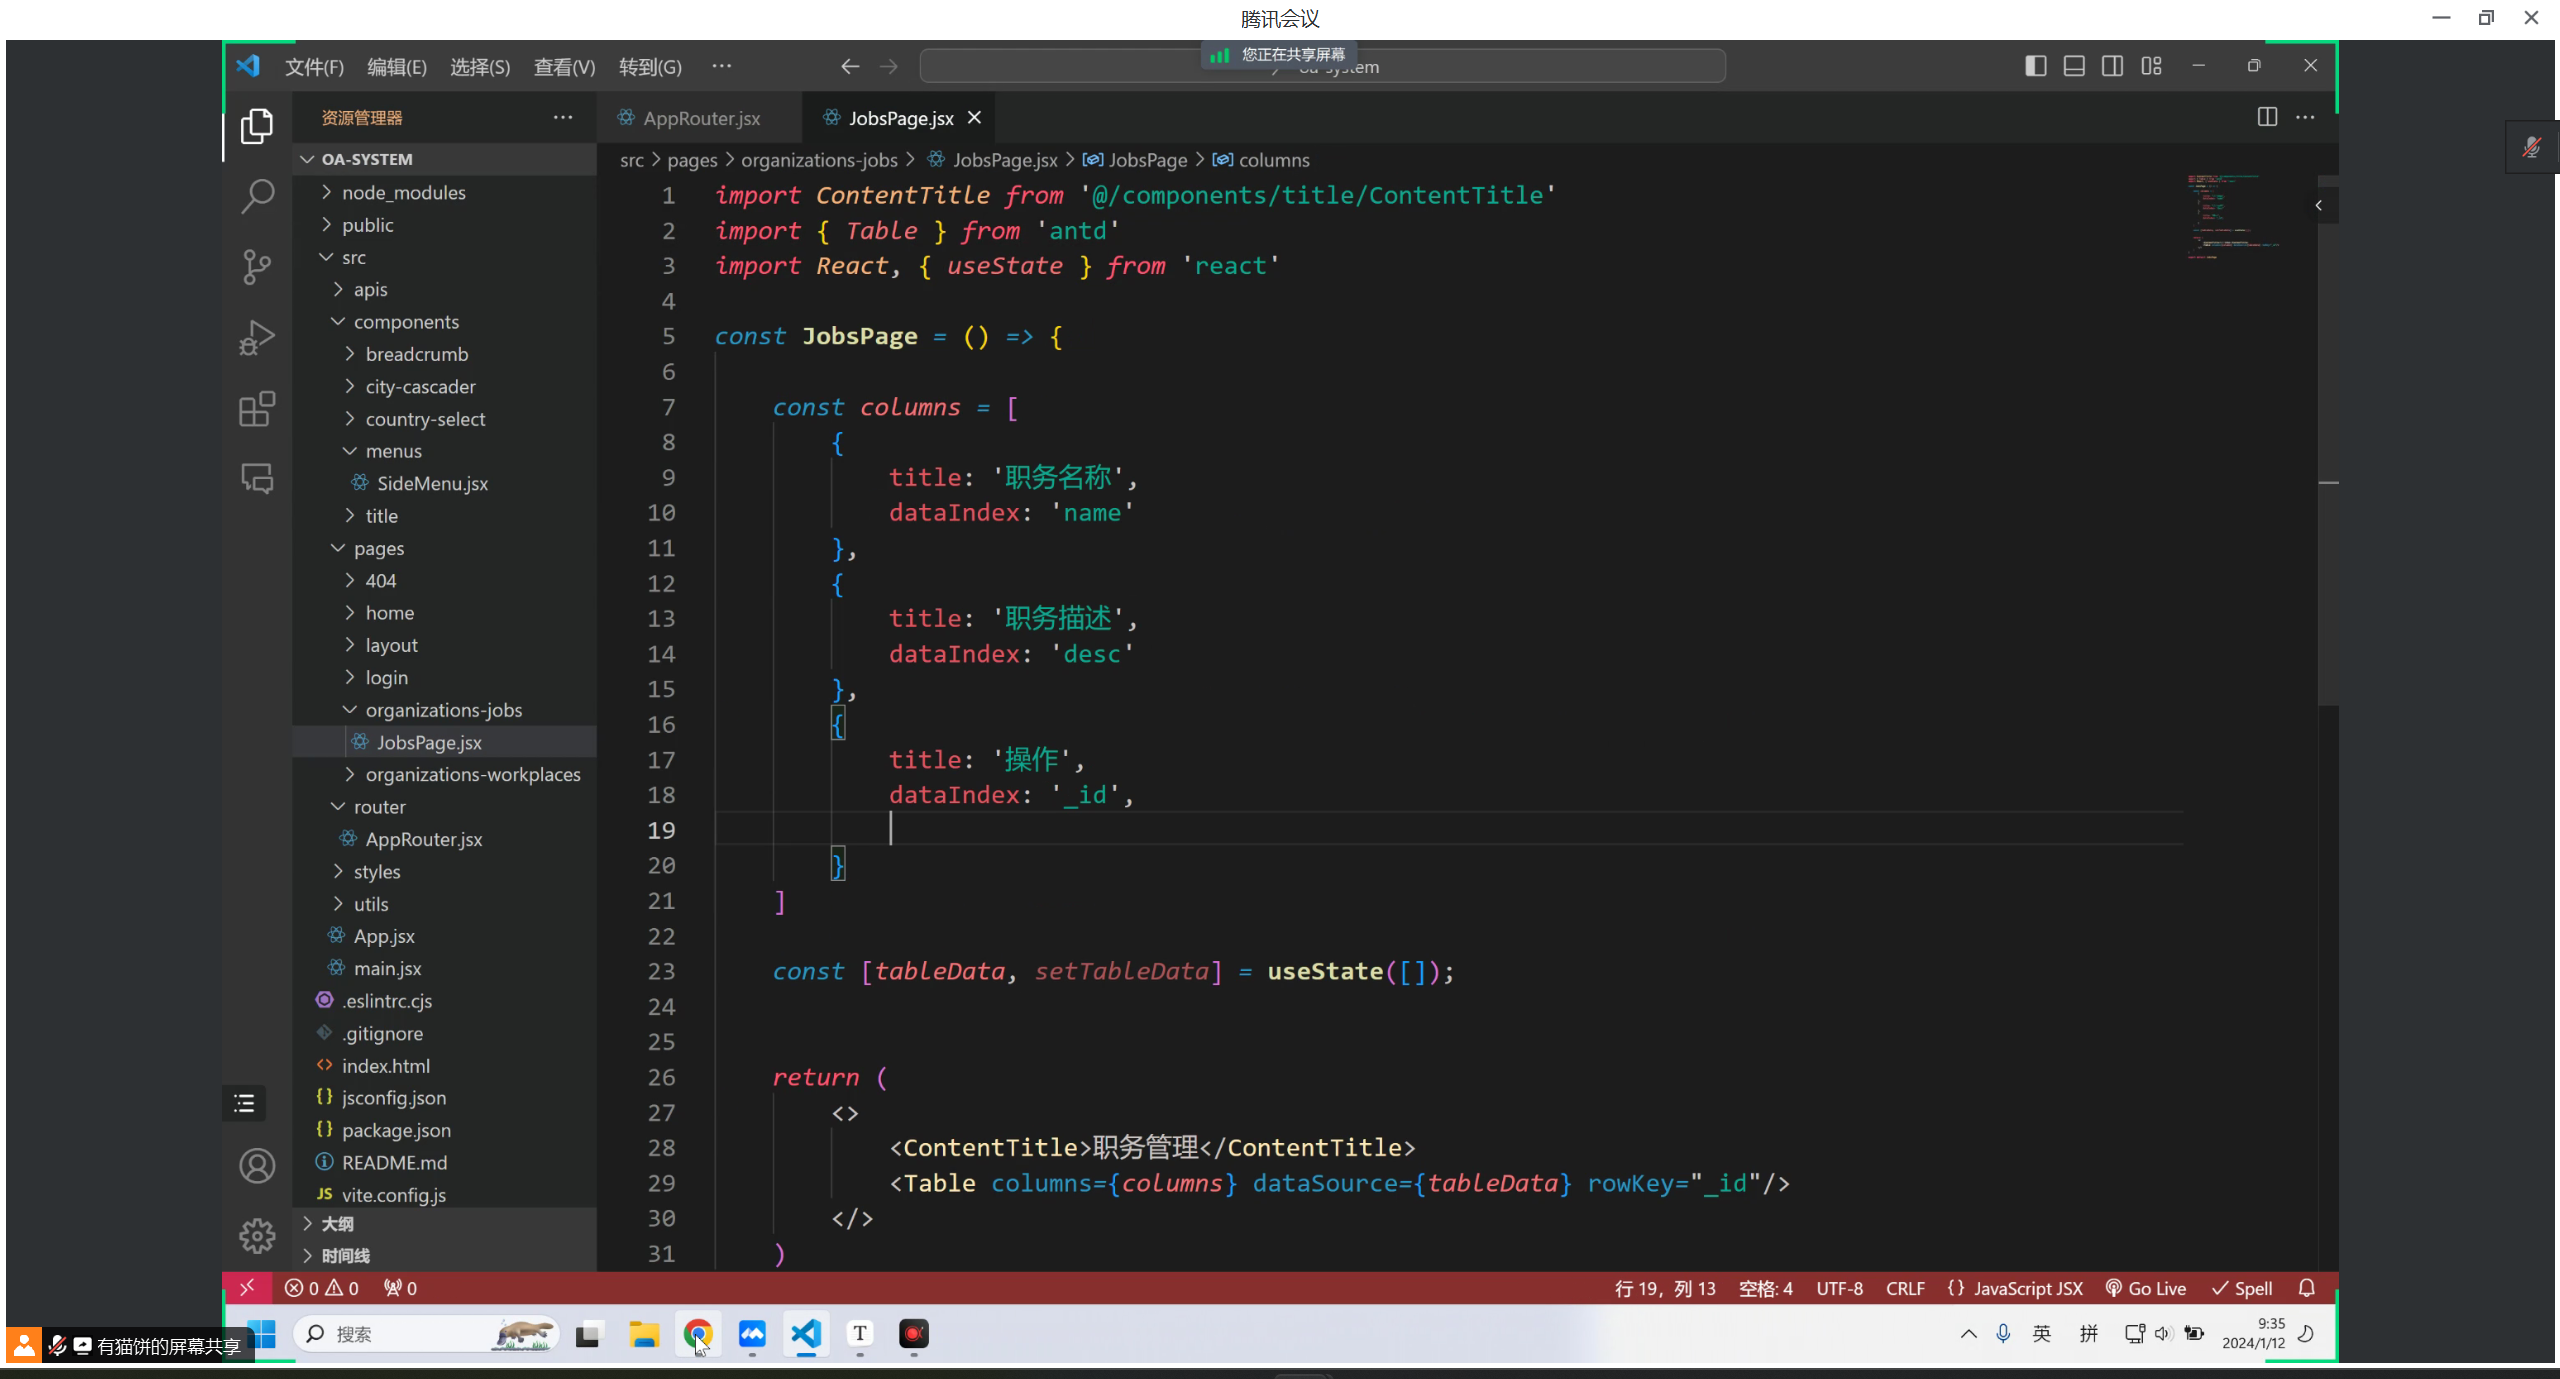 腾讯会议
文件(F) 编辑(E) 选择(S) 查看(V) 转到(G) ···
您正在共享屏幕
资源管理器
OA-SYSTEM
node_modules
public
src
apis
components
breadcrumb
city-cascader
country-select
menus
SideMenu.jsx
title
pages
404
home
layout
login
organizations-jobs
JobsPage.jsx
organizations-workplaces
router
AppRouter.jsx
styles
utils
App.jsx
main.jsx
.eslintrc.cjs
.gitignore
index.html
{} jsconfig.json
{} package.json
README.md
JS vite.config.js
大纲
时间线
AppRouter.jsx JobsPage.jsx
src > pages > organizations-jobs > JobsPage.jsx > JobsPage > columns
1 import ContentTitle from '@/components/title/ContentTitle'
2 import { Table } from 'antd'
3 import React, { useState } from 'react'
4
5 const JobsPage = () => {
6
7 const columns = [
8 {
9 title: '职务名称',
10 dataIndex: 'name'
11 },
12 {
13 title: '职务描述',
14 dataIndex: 'desc'
15 },
16 {
17 title: '操作',
18 dataIndex: '_id',
19
20 }
21 ]
22
23 const [tableData, setTableData] = useState([]);
24
25
26 return (
27 <>
28 <ContentTitle>职务管理</ContentTitle>
29 <Table columns={columns} dataSource={tableData} rowKey="_id"/>
30 </>
31 )
0 0 0
行 19, 列 13 空格: 4 UTF-8 CRLF {} JavaScript JSX Go Live Spell
有猫饼的屏幕共享
搜索
T
英 拼
9:35
2024/1/12